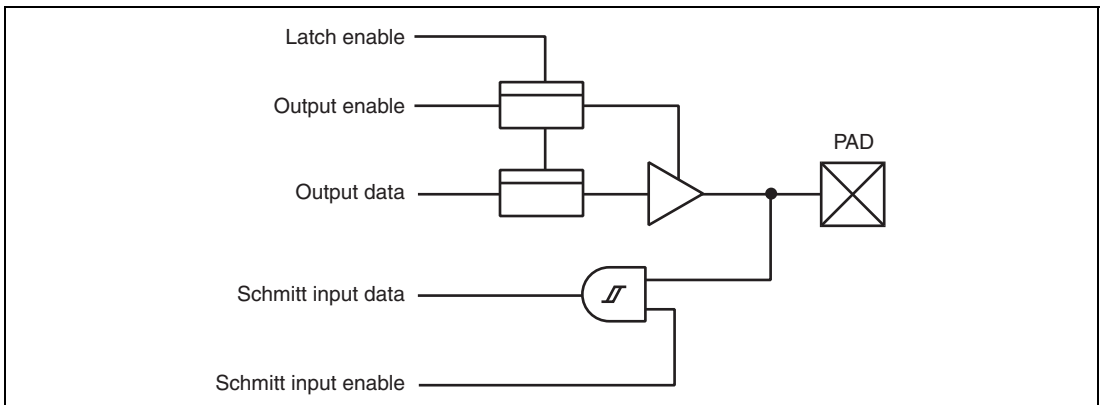 Latch enable
Output enable
PAD
Output data
Schmitt input data
Schmitt input enable